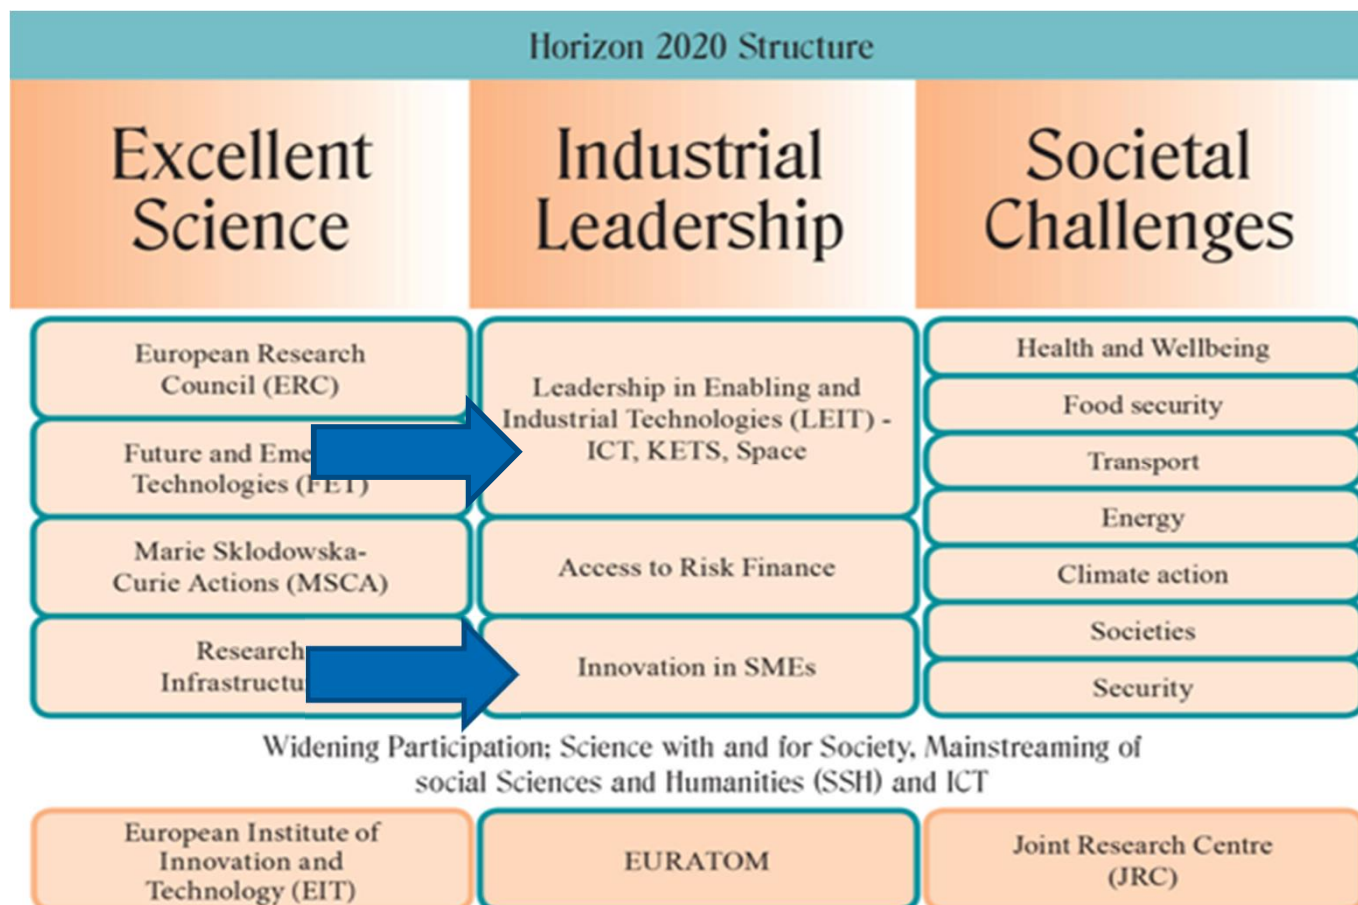 Horizon 2020 Structure
Excellent
Science
Industrial
Leadership
Societal
Challenges
European Research
Council (ERC)
Future and Eme
Technologies (FET)
Marie Sklodowska-
Curie Actions (MSCA)
Research
Infrastructu
Leadership in Enabling and
Industrial Technologies (LEIT) -
ICT, KETS, Space
Access to Risk Finance
Innovation in SMEs
Health and Wellbeing
Food security
Transport
Energy
Climate action
Societies
Security
Widening Participation; Science with and for Society, Mainstreaming of
social Sciences and Humanities (SSH) and ICT
European Institute of
Innovation and
Technology (EIT)
EURATOM
Joint Research Centre
(JRC)